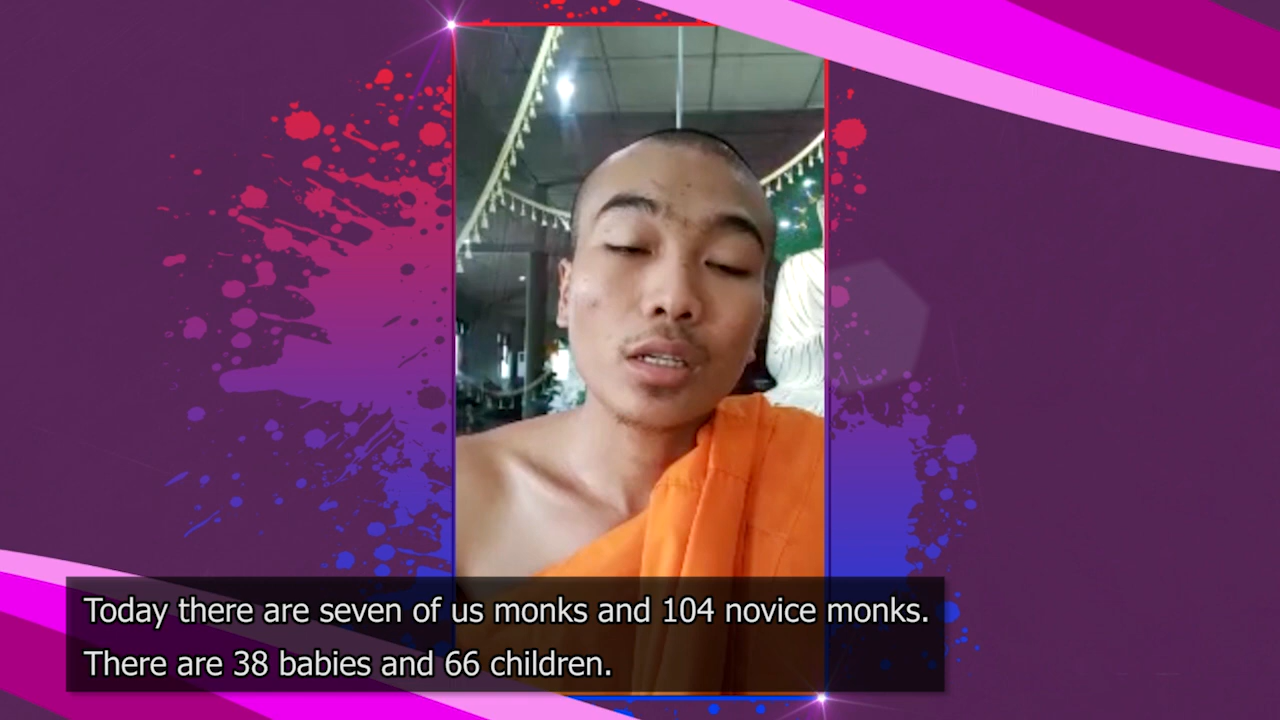 Today there are seven of us monks and 104 novice monks.
There are 38 babies and 66 children.